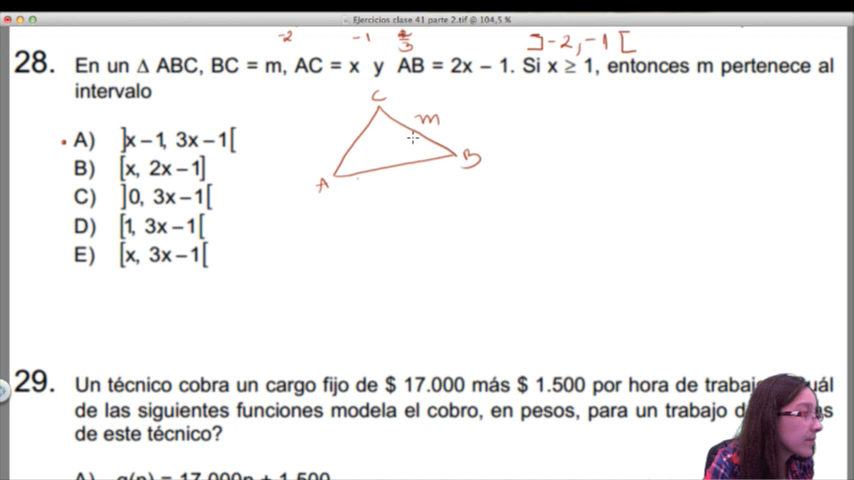 Ejercicios clase 41 parte 2.tif @ 104,5 %
-2 -1 2/3 ]-2, -1[
28. En un Δ ABC, BC = m, AC = x y AB = 2x – 1. Si x ≥ 1, entonces m pertenece al
intervalo
C
m
A) ]x – 1, 3x – 1[
B) [x, 2x – 1]
B
A
C) ]0, 3x – 1[
D) [1, 3x – 1[
E) [x, 3x – 1[
29. Un técnico cobra un cargo fijo de $ 17.000 más $ 1.500 por hora de
de las siguientes funciones modela el cobro, en pesos, para un trabajo
de este técnico?